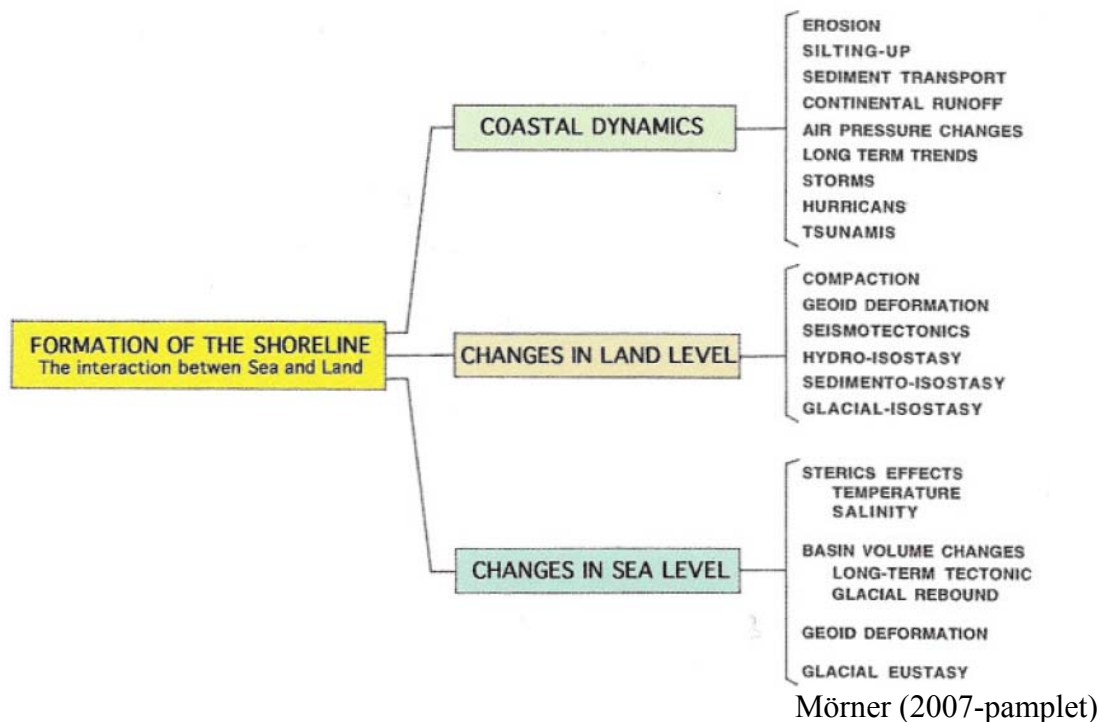 FORMATION OF THE SHORELINE
The interaction betwen Sea and Land
COASTAL DYNAMICS
EROSION
SILTING-UP
SEDIMENT TRANSPORT
CONTINENTAL RUNOFF
AIR PRESSURE CHANGES
LONG TERM TRENDS
STORMS
HURRICANS
TSUNAMIS
CHANGES IN LAND LEVEL
COMPACTION
GEOID DEFORMATION
SEISMOTECTONICS
HYDRO-ISOSTASY
SEDIMENTO-ISOSTASY
GLACIAL-ISOSTASY
CHANGES IN SEA LEVEL
STERICS EFFECTS
TEMPERATURE
SALINITY
BASIN VOLUME CHANGES
LONG-TERM TECTONIC
GLACIAL REBOUND
GEOID DEFORMATION
GLACIAL EUSTASY
Mörner (2007-pamplet)